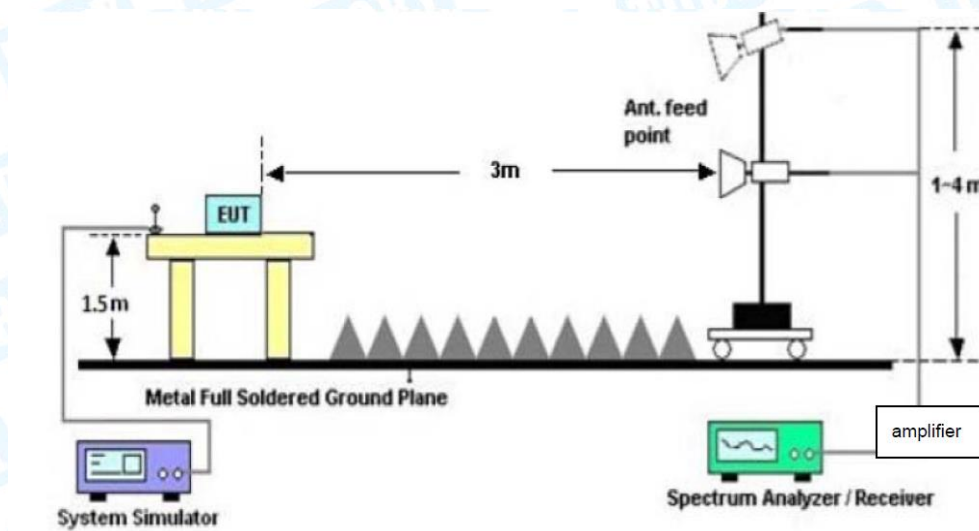 Ant. feed
point
3m
1~4 m
EUT
1.5 m
Metal Full Soldered Ground Plane
amplifier
System Simulator
Spectrum Analyzer / Receiver